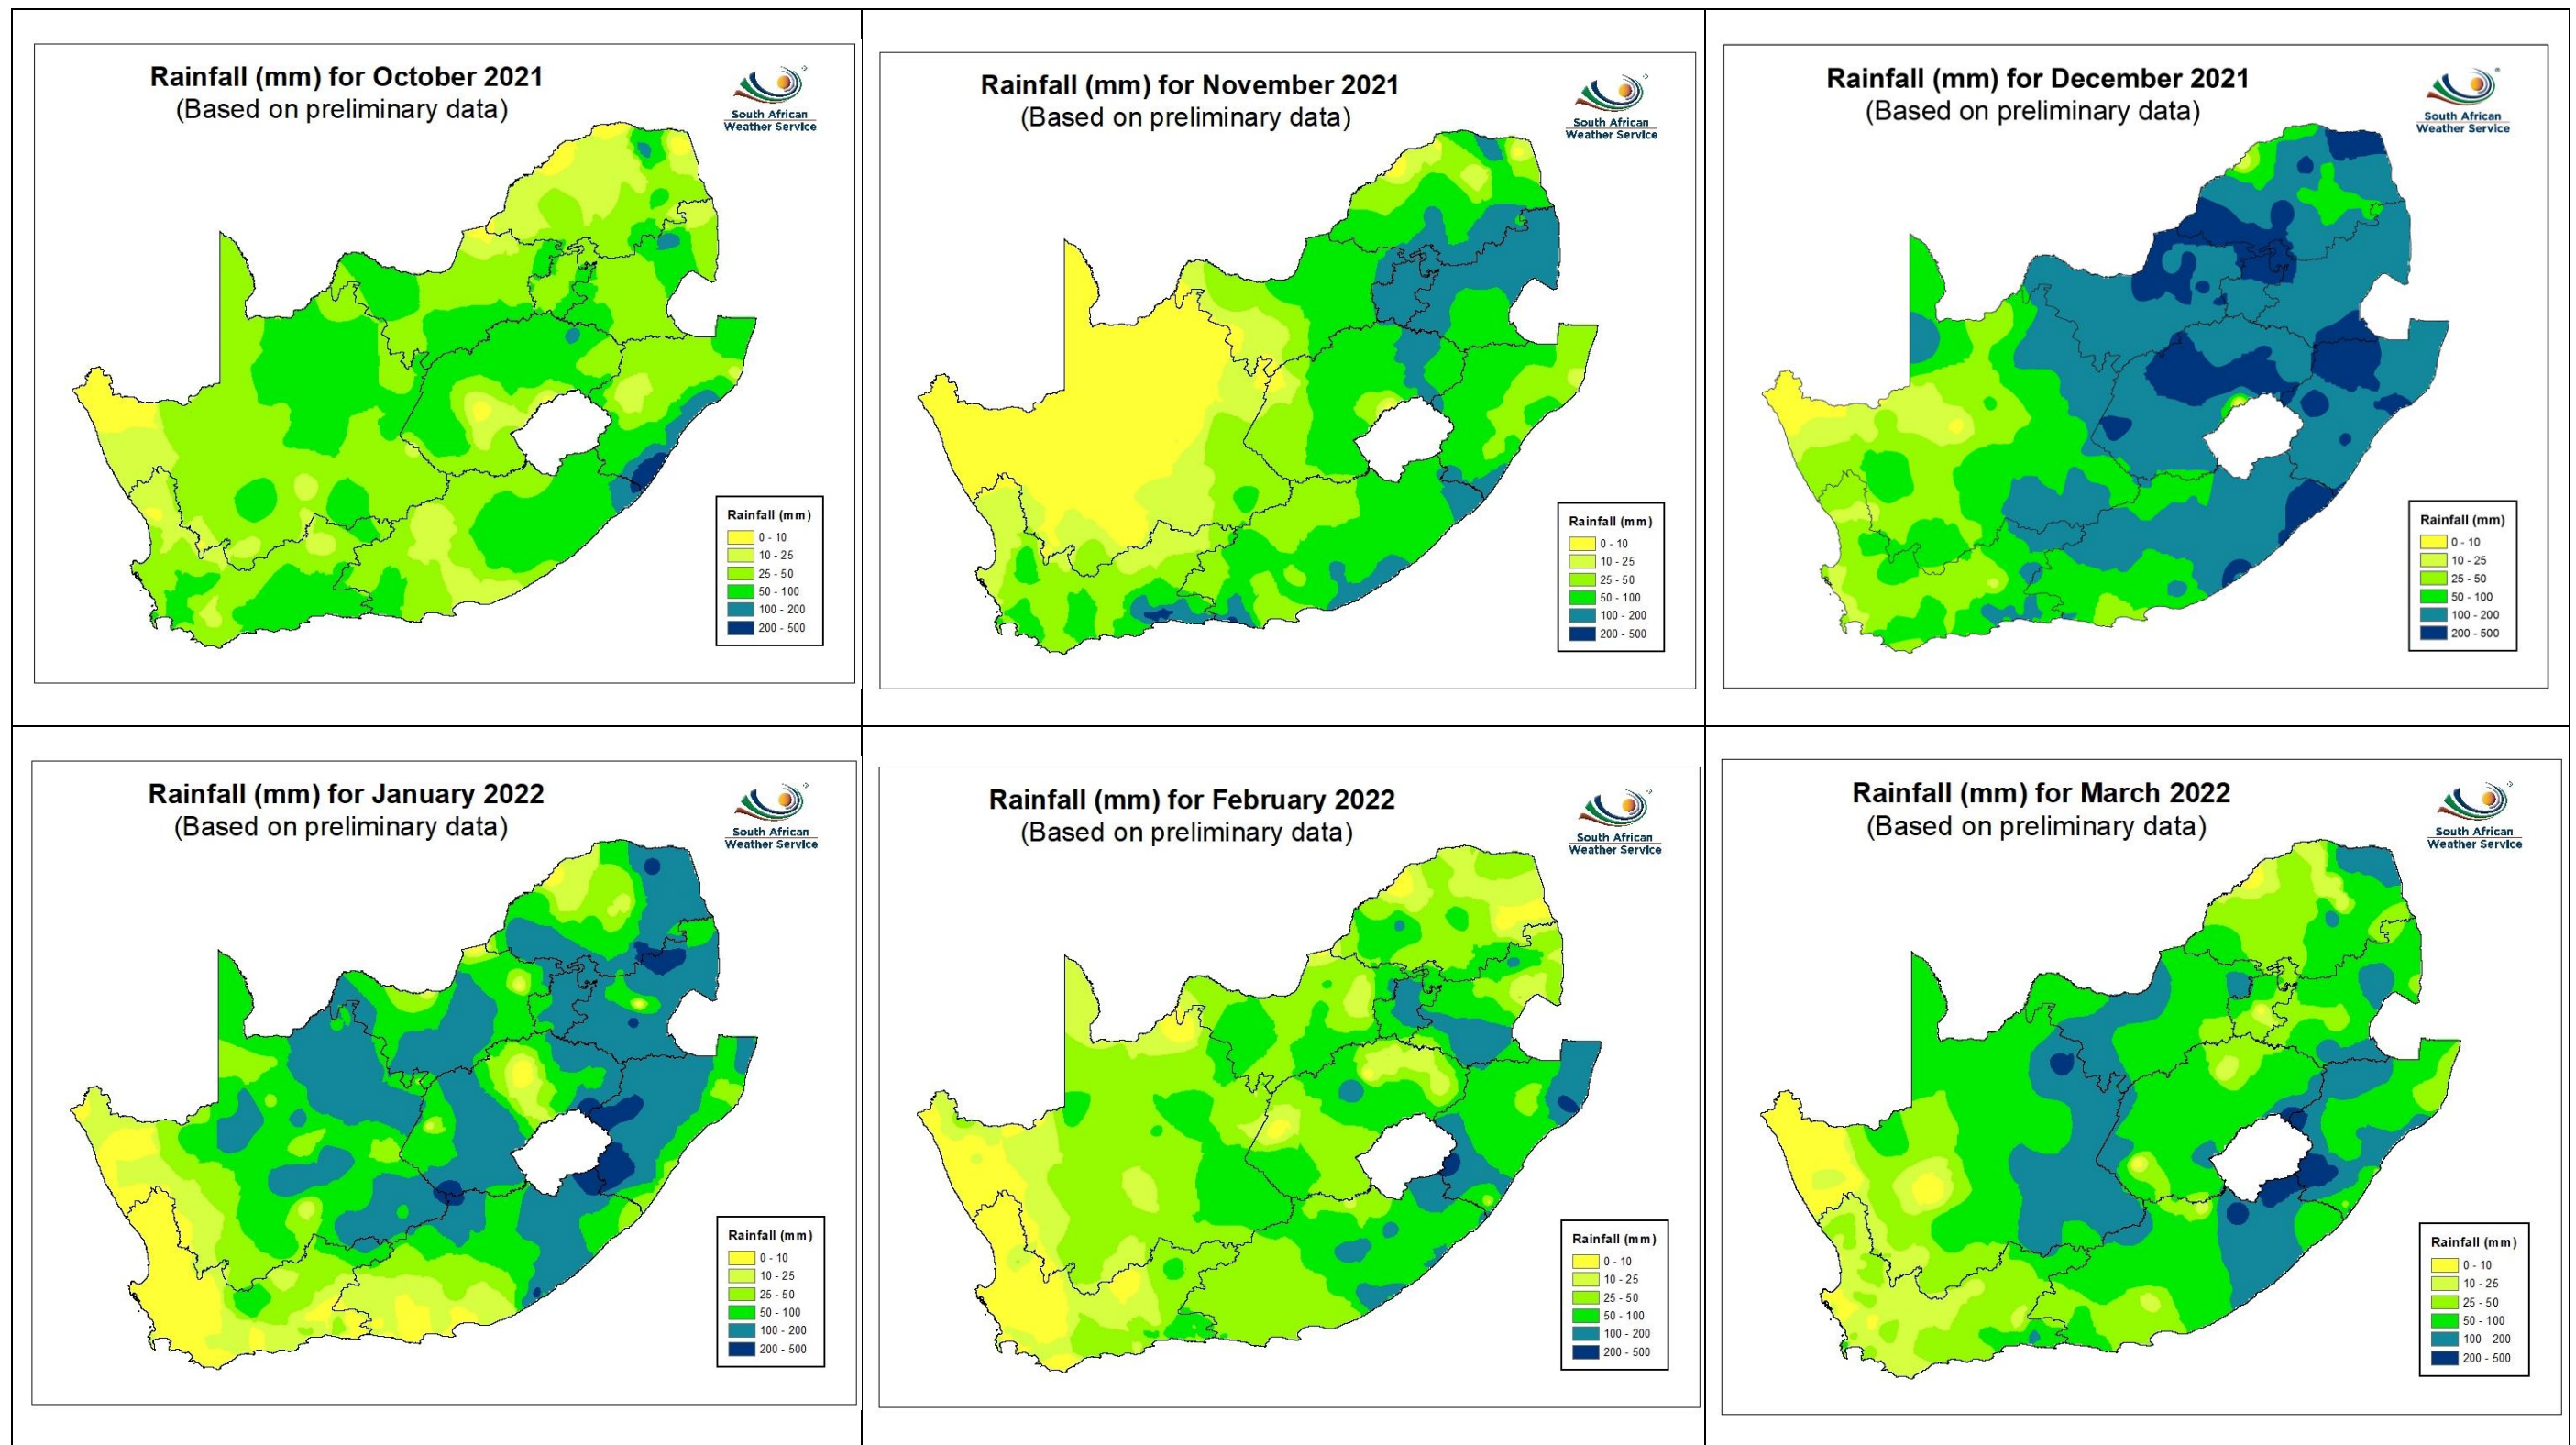 Rainfall (mm) for October 2021
(Based on preliminary data)
South African
Weather Service
Rainfall (mm)
0 - 10
10 - 25
25 - 50
50 - 100
100 - 200
200 - 500
Rainfall (mm) for November 2021
(Based on preliminary data)
South African
Weather Service
Rainfall (mm)
0 - 10
10 - 25
25 - 50
50 - 100
100 - 200
200 - 500
Rainfall (mm) for December 2021
(Based on preliminary data)
South African
Weather Service
Rainfall (mm)
0 - 10
10 - 25
25 - 50
50 - 100
100 - 200
200 - 500
Rainfall (mm) for January 2022
(Based on preliminary data)
South African
Weather Service
Rainfall (mm)
0 - 10
10 - 25
25 - 50
50 - 100
100 - 200
200 - 500
Rainfall (mm) for February 2022
(Based on preliminary data)
South African
Weather Service
Rainfall (mm)
0 - 10
10 - 25
25 - 50
50 - 100
100 - 200
200 - 500
Rainfall (mm) for March 2022
(Based on preliminary data)
South African
Weather Service
Rainfall (mm)
0 - 10
10 - 25
25 - 50
50 - 100
100 - 200
200 - 500